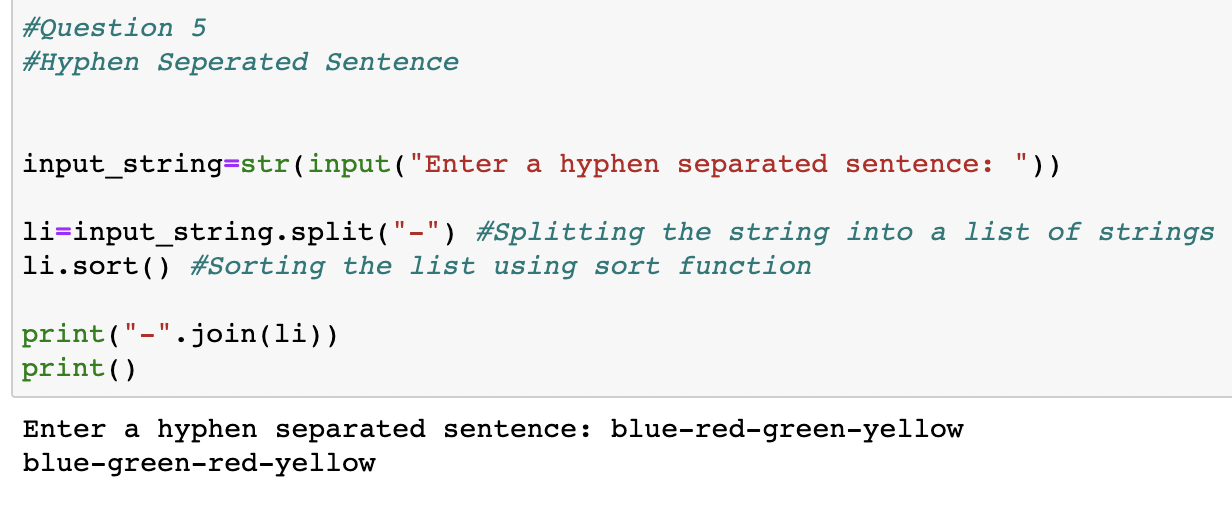 #Question 5
#Hyphen Seperated Sentence
input_string=str(input("Enter a hyphen separated sentence: "))
li=input_string.split("-") #Splitting the string into a list of strings
li.sort() #Sorting the list using sort function
print("-".join(li))
print()
Enter a hyphen separated sentence: blue-red-green-yellow
blue-green-red-yellow